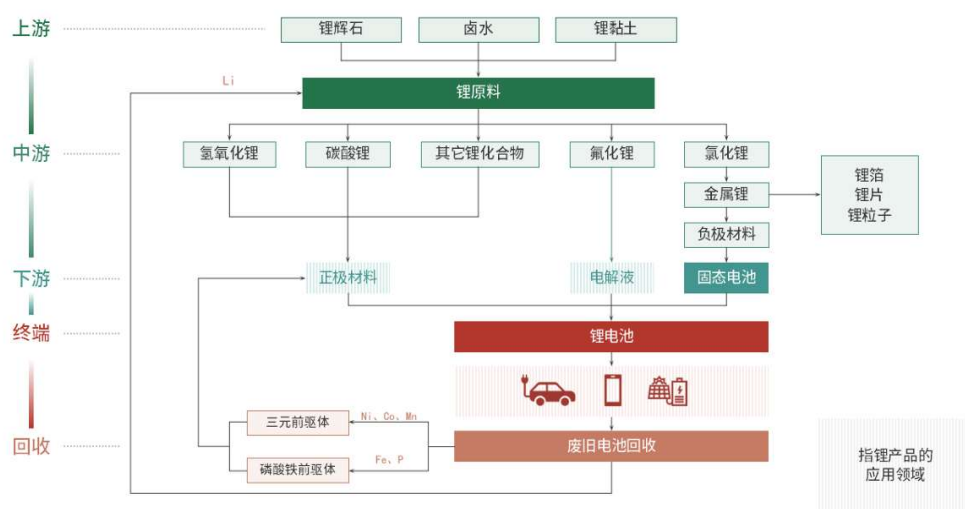 上游
锂辉石
卤水
锂黏土
Li
锂原料
中游
氢氧化锂
碳酸锂
其它锂化合物
氟化锂
氯化锂
金属锂
锂箔
锂片
锂粒子
负极材料
下游
正极材料
电解液
固态电池
终端
锂电池
三元前驱体
Ni、Co、Mn
回收
废旧电池回收
磷酸铁前驱体
Fe、P
指锂产品的
应用领域